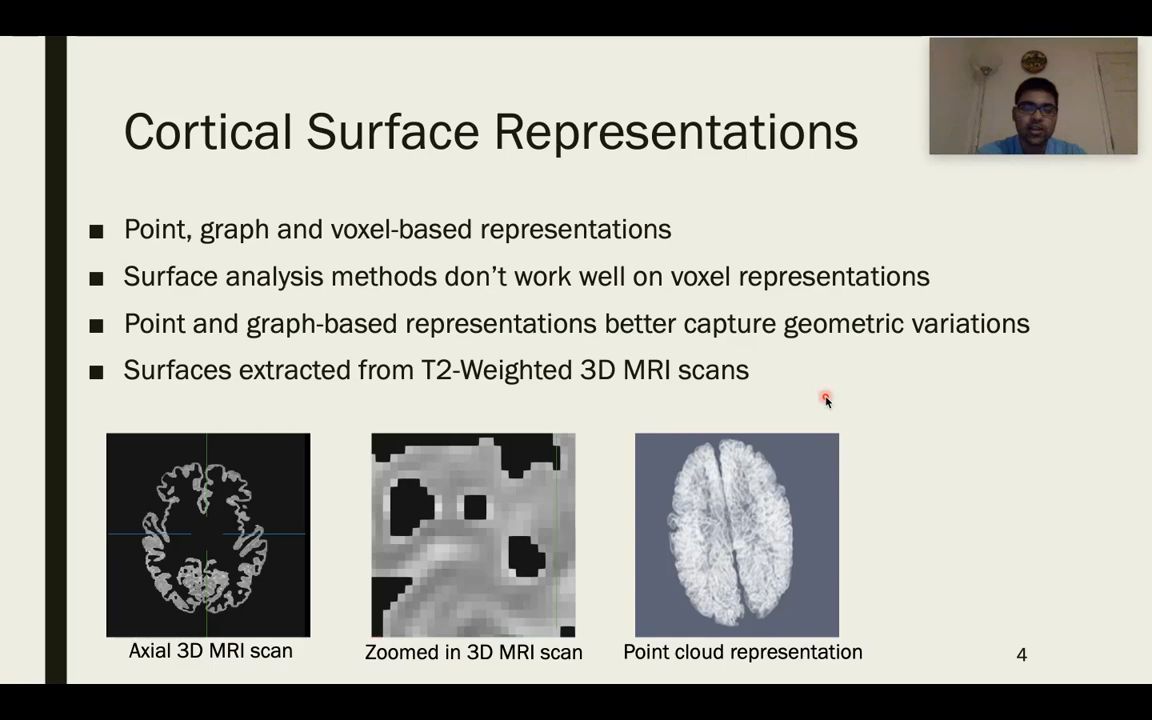 Cortical Surface Representations
■ Point, graph and voxel-based representations
■ Surface analysis methods don’t work well on voxel representations
■ Point and graph-based representations better capture geometric variations
■ Surfaces extracted from T2-Weighted 3D MRI scans
Axial 3D MRI scan
Zoomed in 3D MRI scan
Point cloud representation
4